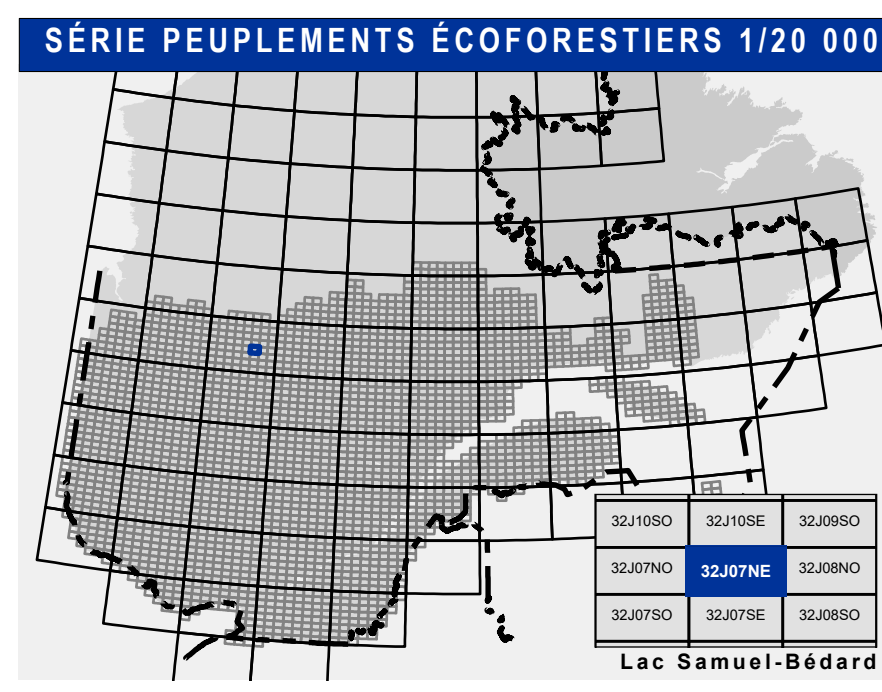 SÉRIE PEUPLEMENTS ÉCOFORESTIERS 1/20 000
32J10SO 32J10SE 32J09SO
32J07NO 32J07NE 32J08NO
32J07SO 32J07SE 32J08SO
Lac Samuel-Bédard